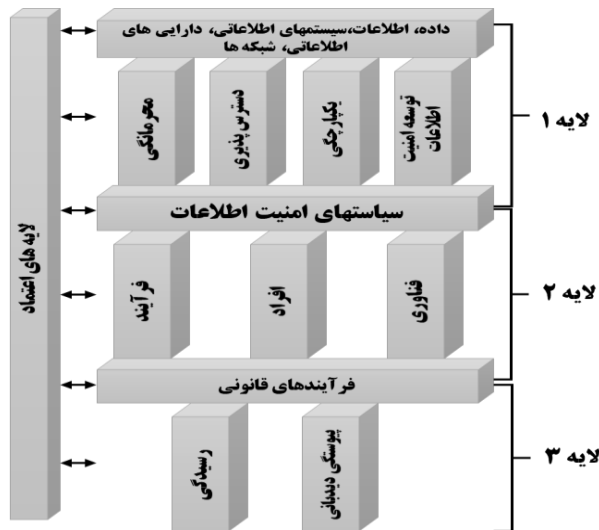 داده، اطلاعات،سیستمهای اطلاعاتی، دارایی های
اطلاعاتی، شبکه ها
لایه ۱
توسعه امنیت
اطلاعات
یکپارچگی
دسترس پذیری
محرمانگی
سیاستهای امنیت اطلاعات
لایه ۲
فناوری
افراد
فرآیند
فرآیندهای قانونی
لایه ۳
پیوستگی دیدبانی
رسیدگی
لایه های اعتماد